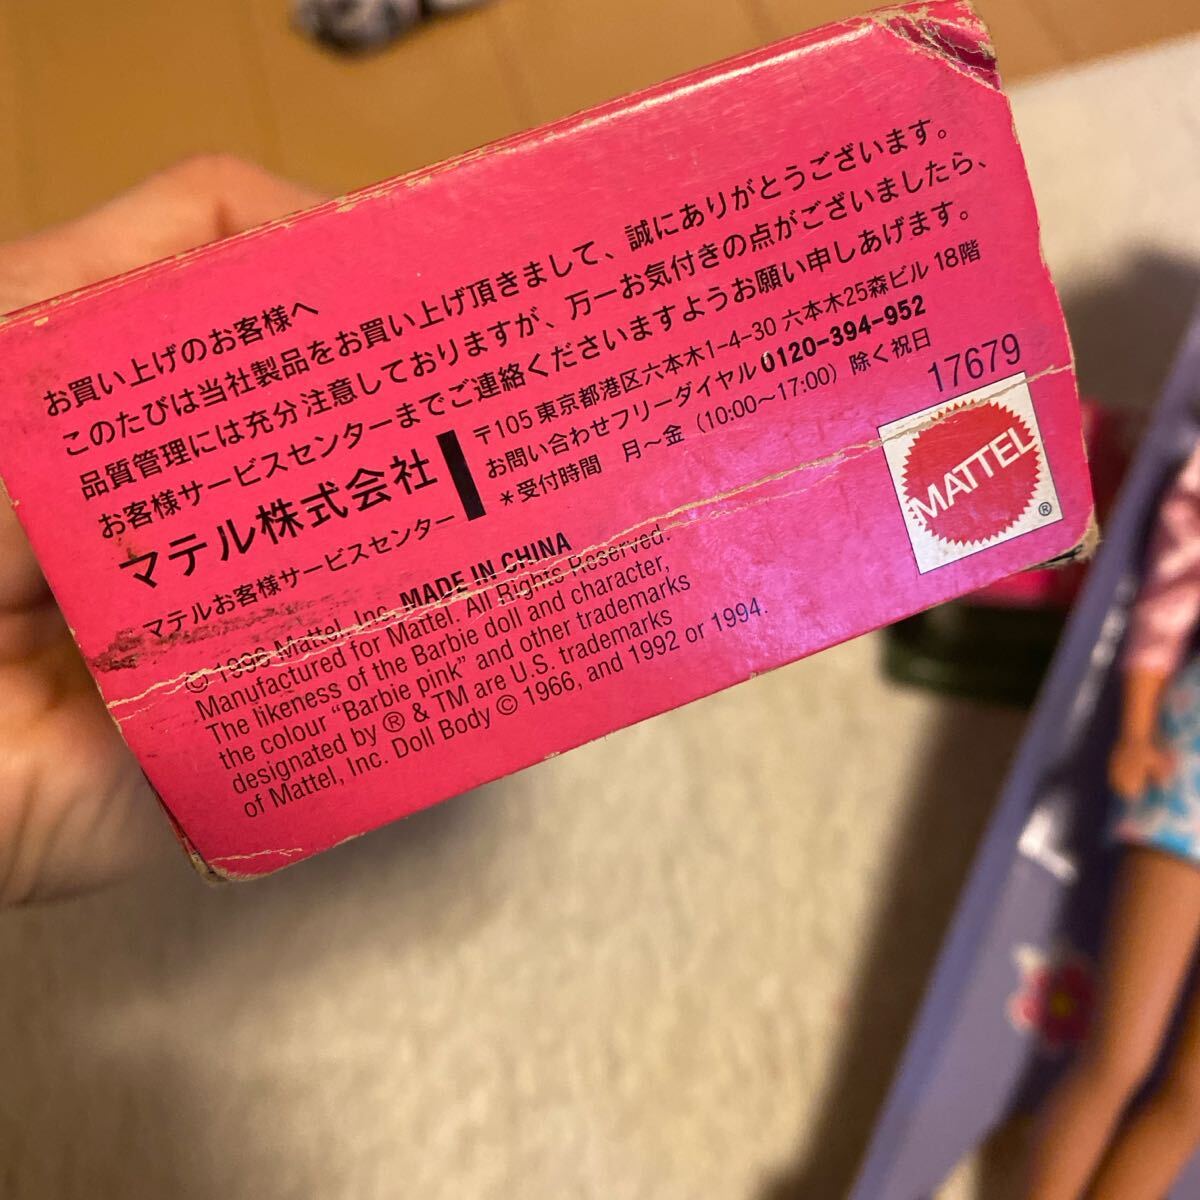 お買い上げのお客様へ
このたびは当社製品をお買い上げ頂きまして、誠にありがとうございます。
品質管理には充分注意しておりますが、万一お気付きの点がございましたら、
お客様サービスセンターまでご連絡くださいますようお願い申しあげます。
マテル株式会社
マテルお客様サービスセンター
〒105 東京都港区六本木1-4-30 六本木25森ビル 18階
お問い合わせフリーダイヤル 0120-394-952
＊受付時間 月〜金（10:00〜17:00）除く祝日
17679
MATTEL
®
© 1996 Mattel, Inc. MADE IN CHINA
Manufactured for Mattel. All Rights Reserved.
The likeness of the Barbie doll and character,
the colour "Barbie pink" and other trademarks
designated by ® & TM are U.S. trademarks
of Mattel, Inc. Doll Body © 1966, and 1992 or 1994.